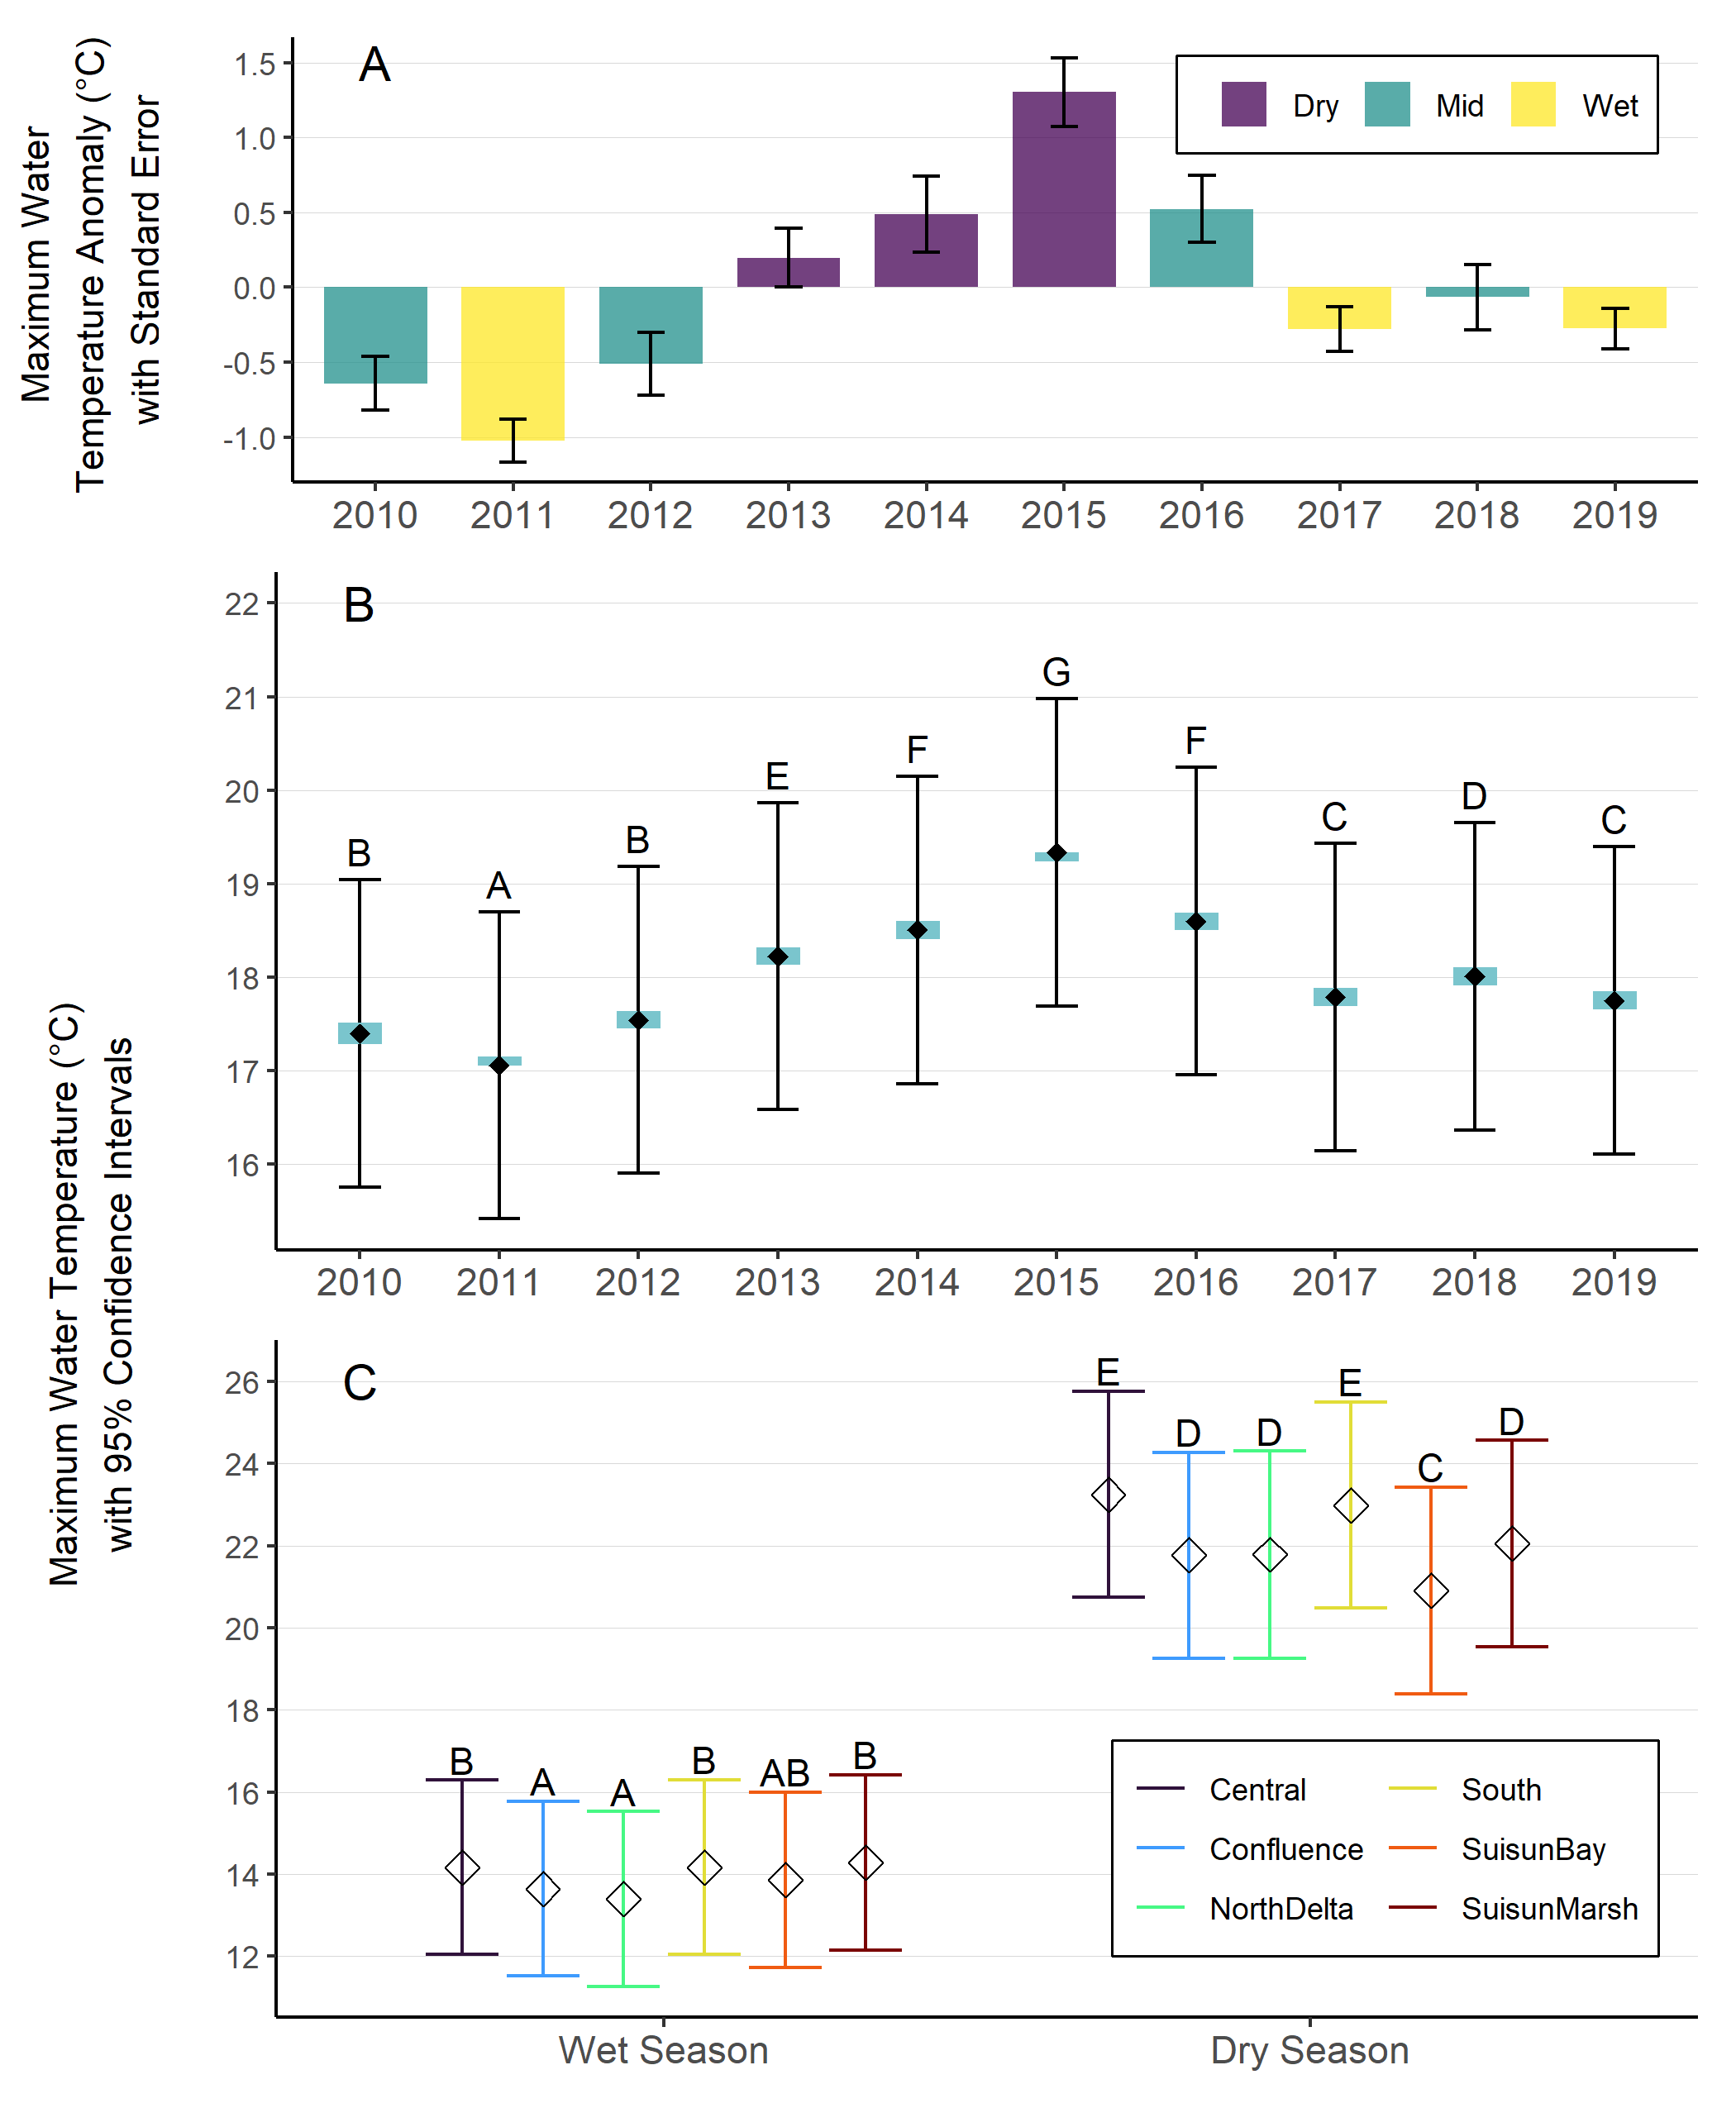 Maximum Water
Temperature Anomaly (°C)
with Standard Error
A
Dry Mid Wet
1.5
1.0
0.5
0.0
-0.5
-1.0
2010 2011 2012 2013 2014 2015 2016 2017 2018 2019
Maximum Water Temperature (°C)
with 95% Confidence Intervals
B
22
21
20
19
18
17
16
B A B E F G F C D C
2010 2011 2012 2013 2014 2015 2016 2017 2018 2019
C
26
24
22
20
18
16
14
12
B A A B AB B
E D D E C D
Central South
Confluence SuisunBay
NorthDelta SuisunMarsh
Wet Season Dry Season